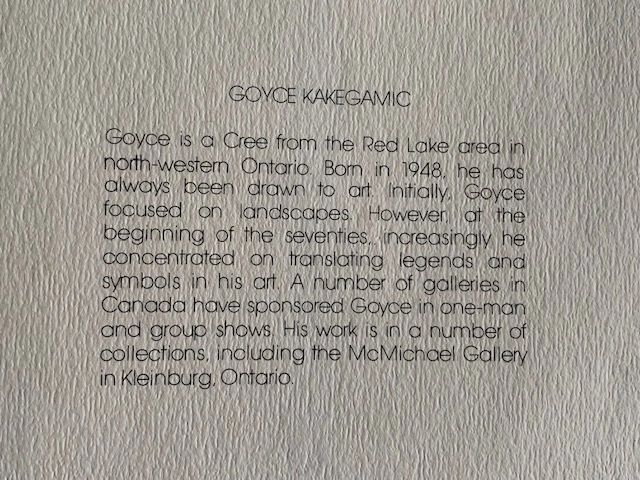 GOYCE KAKEGAMIC
Goyce is a Cree from the Red Lake area in
north-western Ontario. Born in 1948, he has
always been drawn to art. Initially, Goyce
focused on landscapes. However, at the
beginning of the seventies, increasingly he
concentrated on translating legends and
symbols in his art. A number of galleries in
Canada have sponsored Goyce in one-man
and group shows. His work is in a number of
collections, including the McMichael Gallery
in Kleinburg, Ontario.